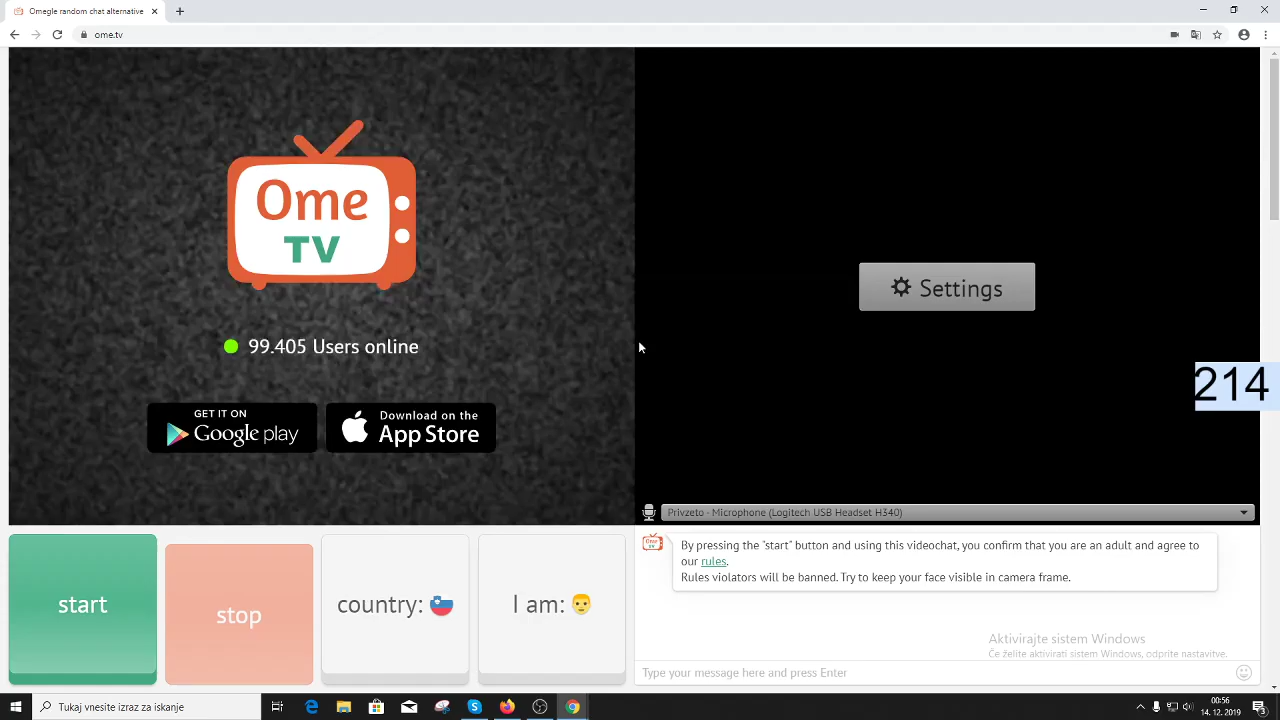 Omegle random chat alternative
ome.tv
Ome
TV
99.405 Users online
GET IT ON
Google play
Download on the
App Store
Settings
214
Privzeto - Microphone (Logitech USB Headset H340)
start
stop
country:
I am:
Ome
TV
By pressing the "start" button and using this videochat, you confirm that you are an adult and agree to
our rules.
Rules violators will be banned. Try to keep your face visible in camera frame.
Aktivirajte sistem Windows
Če želite aktivirati sistem Windows, odprite nastavitve.
Type your message here and press Enter
Tukaj vnesite izraz za iskanje
00:56
14. 12. 2019